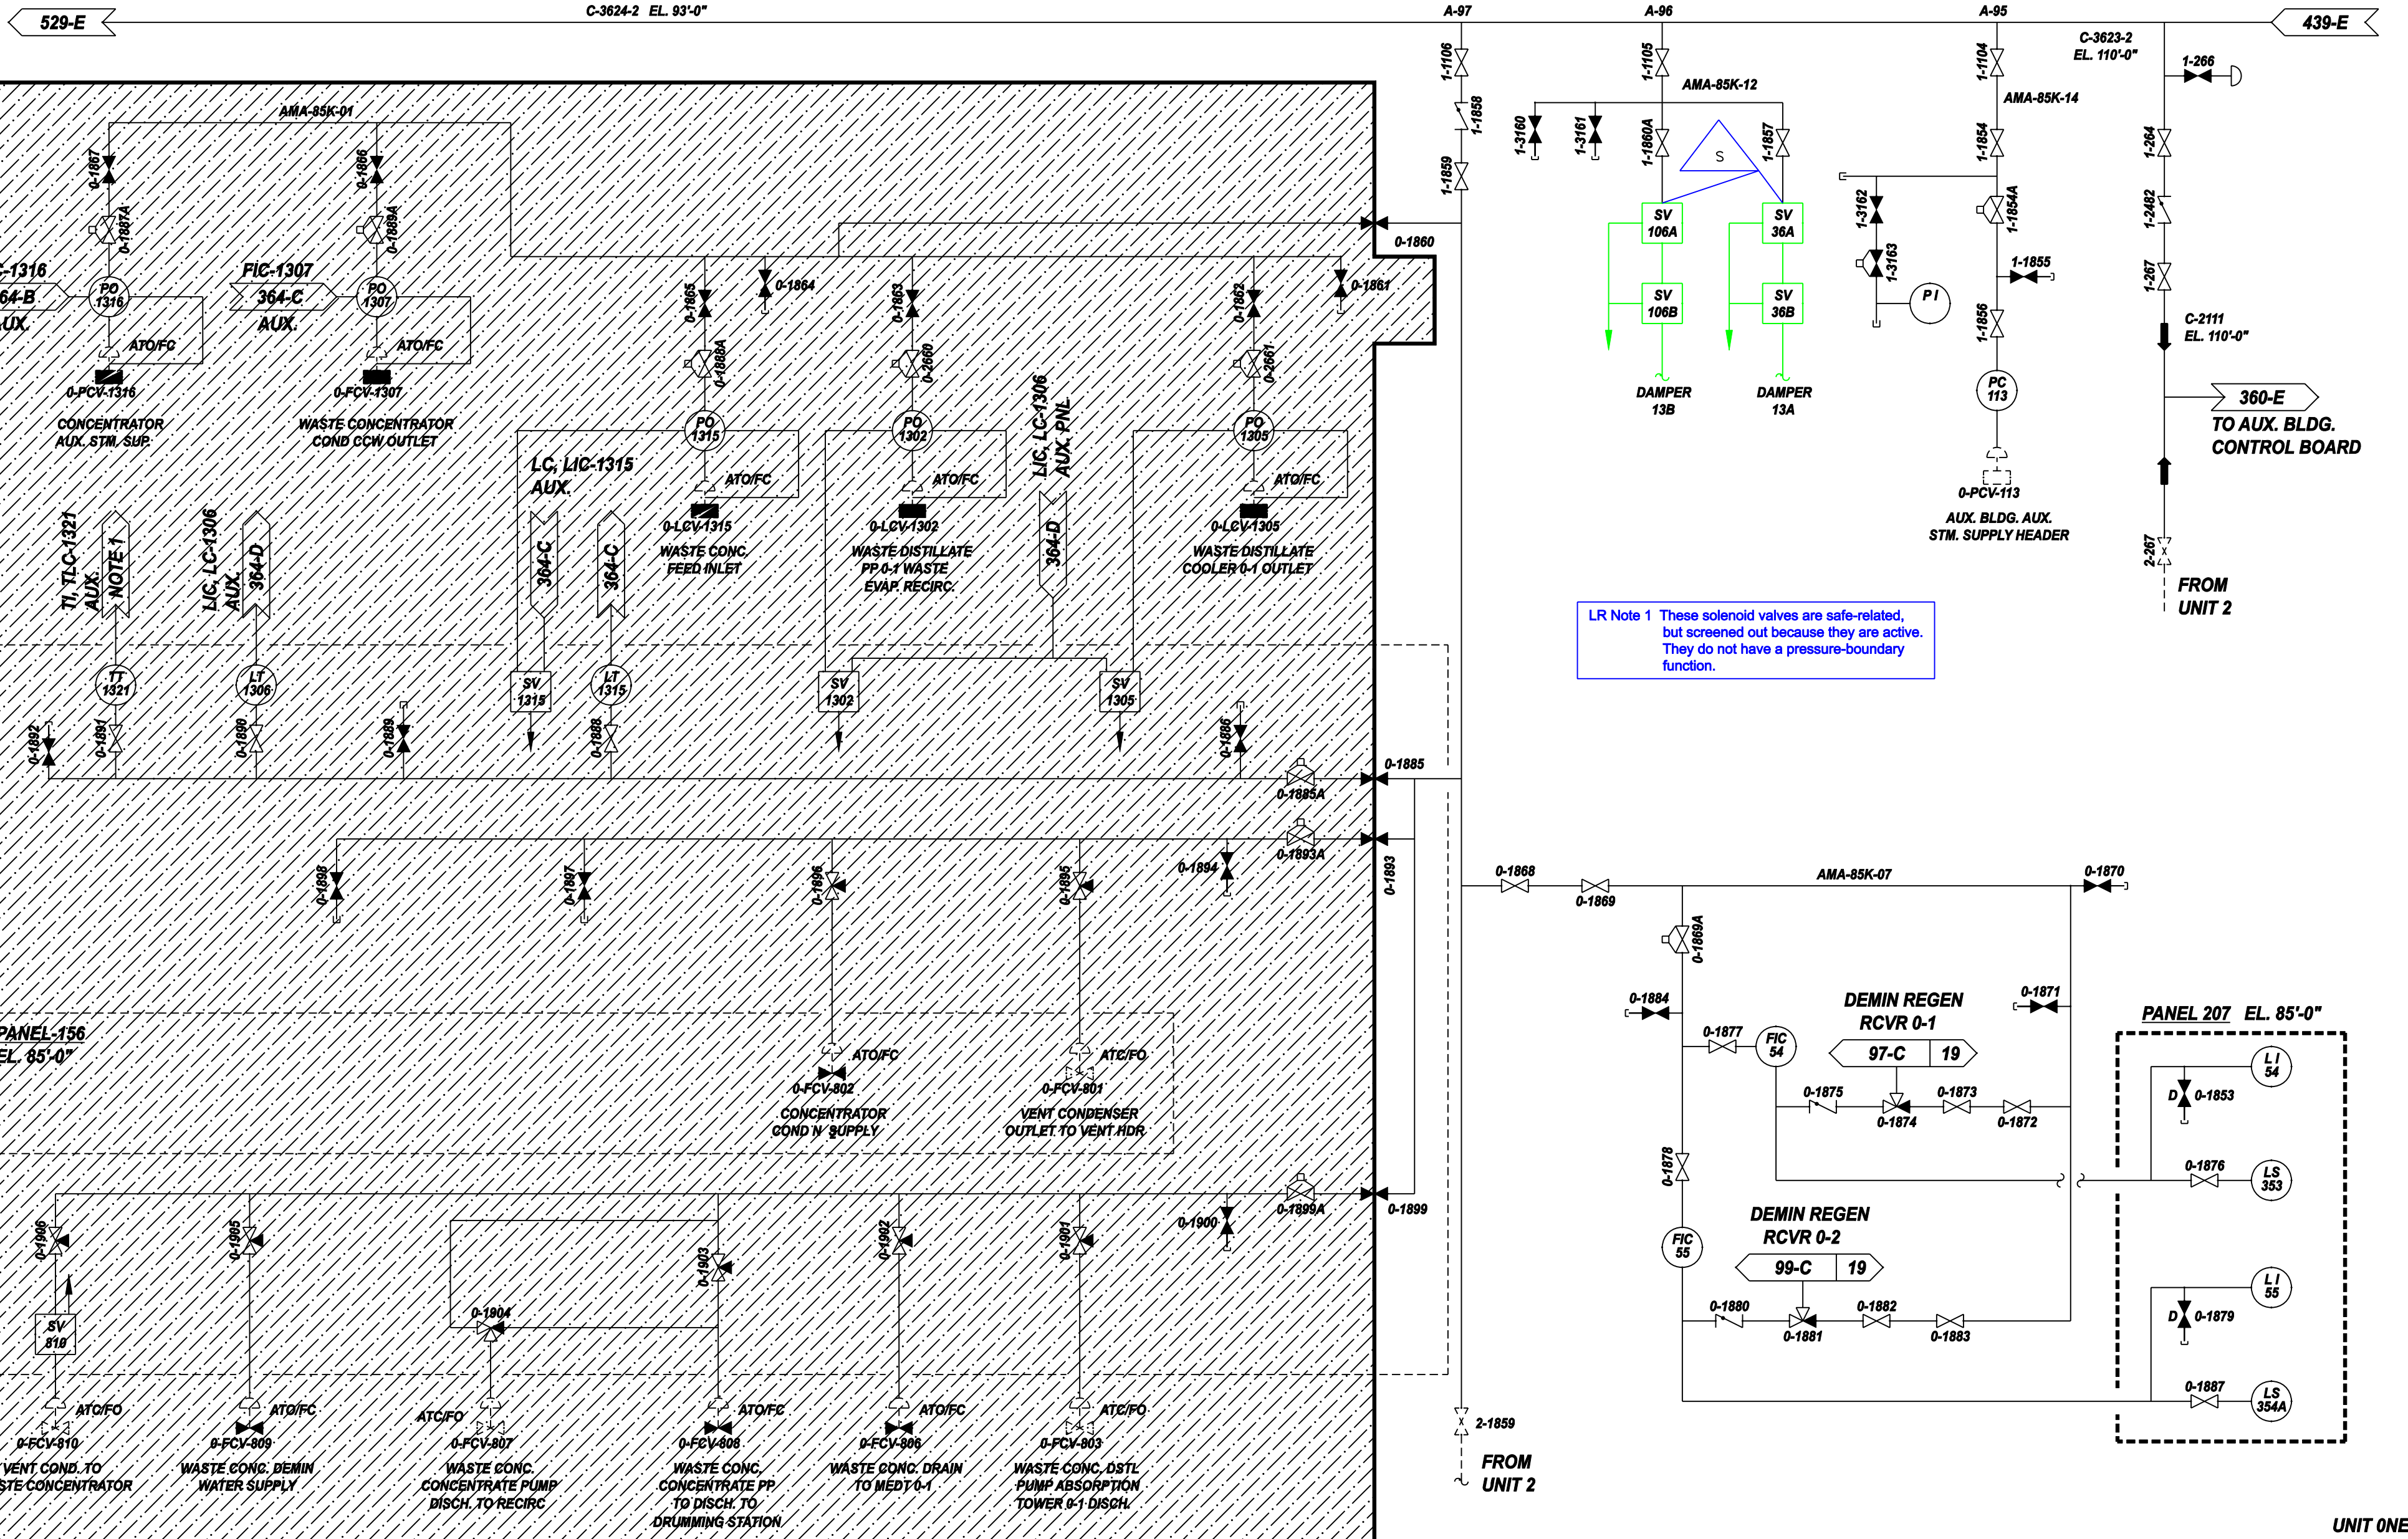 529-E
C-3624-2 EL. 93'-0"
A-97
A-96
A-95
C-3623-2
EL. 110'-0"
439-E
1-1106
1-1105
1-1104
1-266
AMA-85K-01
AMA-85K-12
AMA-85K-14
1-1858
1-3160
1-3161
1-1860A
S
1-1857
1-1854
1-264
0-1867
0-1866
1-1859
1-3162
1-1854A
1-2482
0-1887A
0-1889A
0-1860
SV
106A
SV
36A
1-3163
1-1855
1-267
C-1316
64-B
AUX.
PO
1316
FIC-1307
364-C
AUX.
PO
1307
0-1865
0-1864
0-1863
0-1862
0-1861
SV
106B
SV
36B
PI
1-1856
C-2111
EL. 110'-0"
ATO/FC
ATO/FC
0-1888A
0-2660
0-2661
0-PCV-1316
0-FCV-1307
DAMPER
13B
DAMPER
13A
PC
113
360-E
TO AUX. BLDG.
CONTROL BOARD
CONCENTRATOR
AUX. STM. SUP.
WASTE CONCENTRATOR
COND CCW OUTLET
PO
1315
PO
1302
LIC, LC-1306
AUX. PNL
364-D
PO
1305
LC, LIC-1315
AUX.
ATO/FC
ATO/FC
ATO/FC
0-PCV-113
AUX. BLDG. AUX.
STM. SUPPLY HEADER
TI, TLC-1321
AUX.
NOTE 1
LIC, LC-1306
AUX.
364-D
364-C
364-C
0-LCV-1315
WASTE CONC.
FEED INLET
0-LCV-1302
WASTE DISTILLATE
PP 0-1 WASTE
EVAP. RECIRC.
0-LCV-1305
WASTE DISTILLATE
COOLER 0-1 OUTLET
2-267
FROM
UNIT 2
LR Note 1 These solenoid valves are safe-related,
but screened out because they are active.
They do not have a pressure-boundary
function.
TT
1321
LT
1306
SV
1315
LT
1315
SV
1302
SV
1305
0-1892
0-1891
0-1890
0-1889
0-1888
0-1886
0-1885
0-1885A
0-1893A
0-1893
0-1898
0-1897
0-1896
0-1895
0-1894
0-1868
0-1869
AMA-85K-07
0-1870
0-1869A
PANEL-156
EL. 85'-0"
0-1884
0-1877
FIC
54
DEMIN REGEN
RCVR 0-1
97-C 19
0-1871
PANEL 207 EL. 85'-0"
ATO/FC
0-FCV-802
CONCENTRATOR
COND N2 SUPPLY
ATC/FO
0-FCV-801
VENT CONDENSER
OUTLET TO VENT HDR
0-1875
0-1874
0-1873
0-1872
LI
54
D 0-1853
0-1878
0-1876
LS
353
0-1899A
0-1899
0-1906
0-1905
0-1903
0-1902
0-1901
0-1900
FIC
55
DEMIN REGEN
RCVR 0-2
99-C 19
LI
55
SV
810
0-1904
0-1880
0-1881
0-1882
0-1883
D 0-1879
0-1887
LS
354A
ATC/FO
0-FCV-810
VENT COND. TO
STE CONCENTRATOR
ATO/FC
0-FCV-809
WASTE CONC. DEMIN
WATER SUPPLY
ATC/FO
0-FCV-807
WASTE CONC.
CONCENTRATE PUMP
DISCH. TO RECIRC
ATO/FC
0-FCV-808
WASTE CONC.
CONCENTRATE PP
TO DISCH. TO
DRUMMING STATION
ATO/FC
0-FCV-806
WASTE CONC. DRAIN
TO MEDT 0-1
ATC/FO
0-FCV-803
WASTE CONC. DSTL
PUMP ABSORPTION
TOWER 0-1 DISCH.
2-1859
FROM
UNIT 2
UNIT ONE